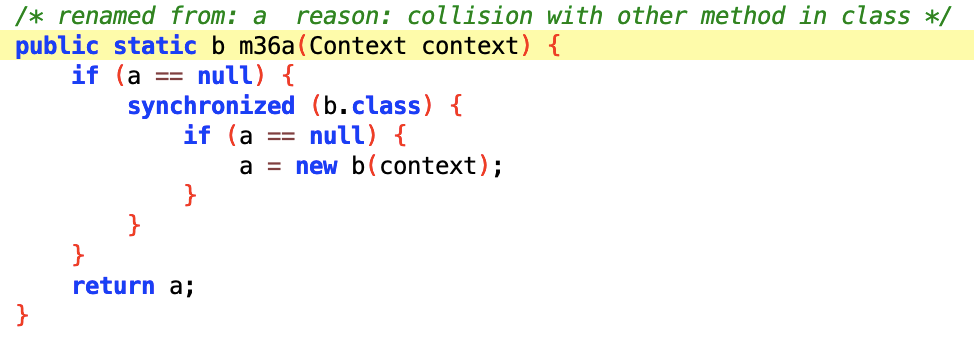 /* renamed from: a  reason: collision with other method in class */
public static b m36a(Context context) {
    if (a == null) {
        synchronized (b.class) {
            if (a == null) {
                a = new b(context);
            }
        }
    }
    return a;
}